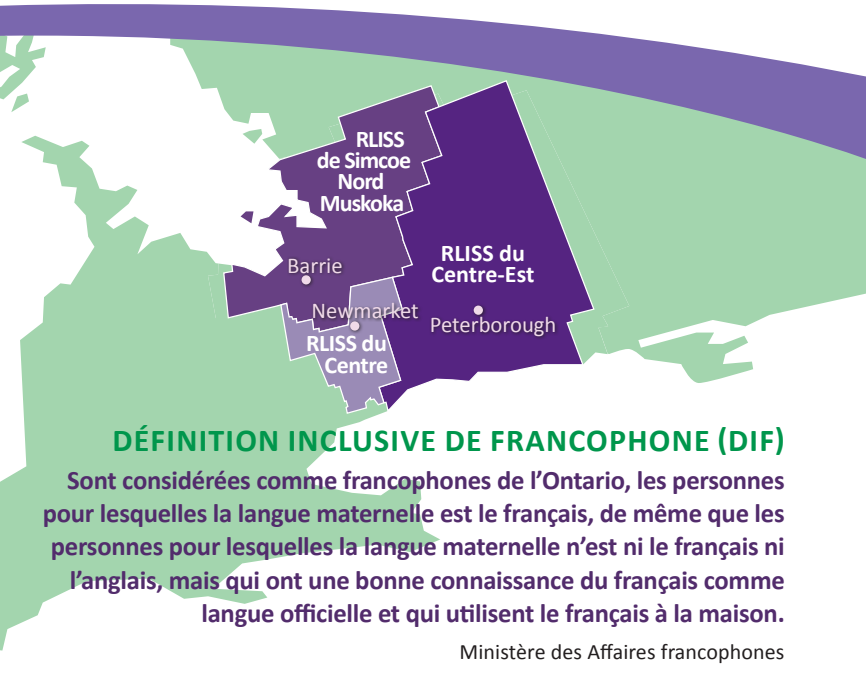 RLISS
de Simcoe
Nord
Muskoka
RLISS du
Centre-Est
Barrie
Newmarket
Peterborough
RLISS du
Centre
DÉFINITION INCLUSIVE DE FRANCOPHONE (DIF)
Sont considérées comme francophones de l’Ontario, les personnes
pour lesquelles la langue maternelle est le français, de même que les
personnes pour lesquelles la langue maternelle n’est ni le français ni
l’anglais, mais qui ont une bonne connaissance du français comme
langue officielle et qui utilisent le français à la maison.
Ministère des Affaires francophones